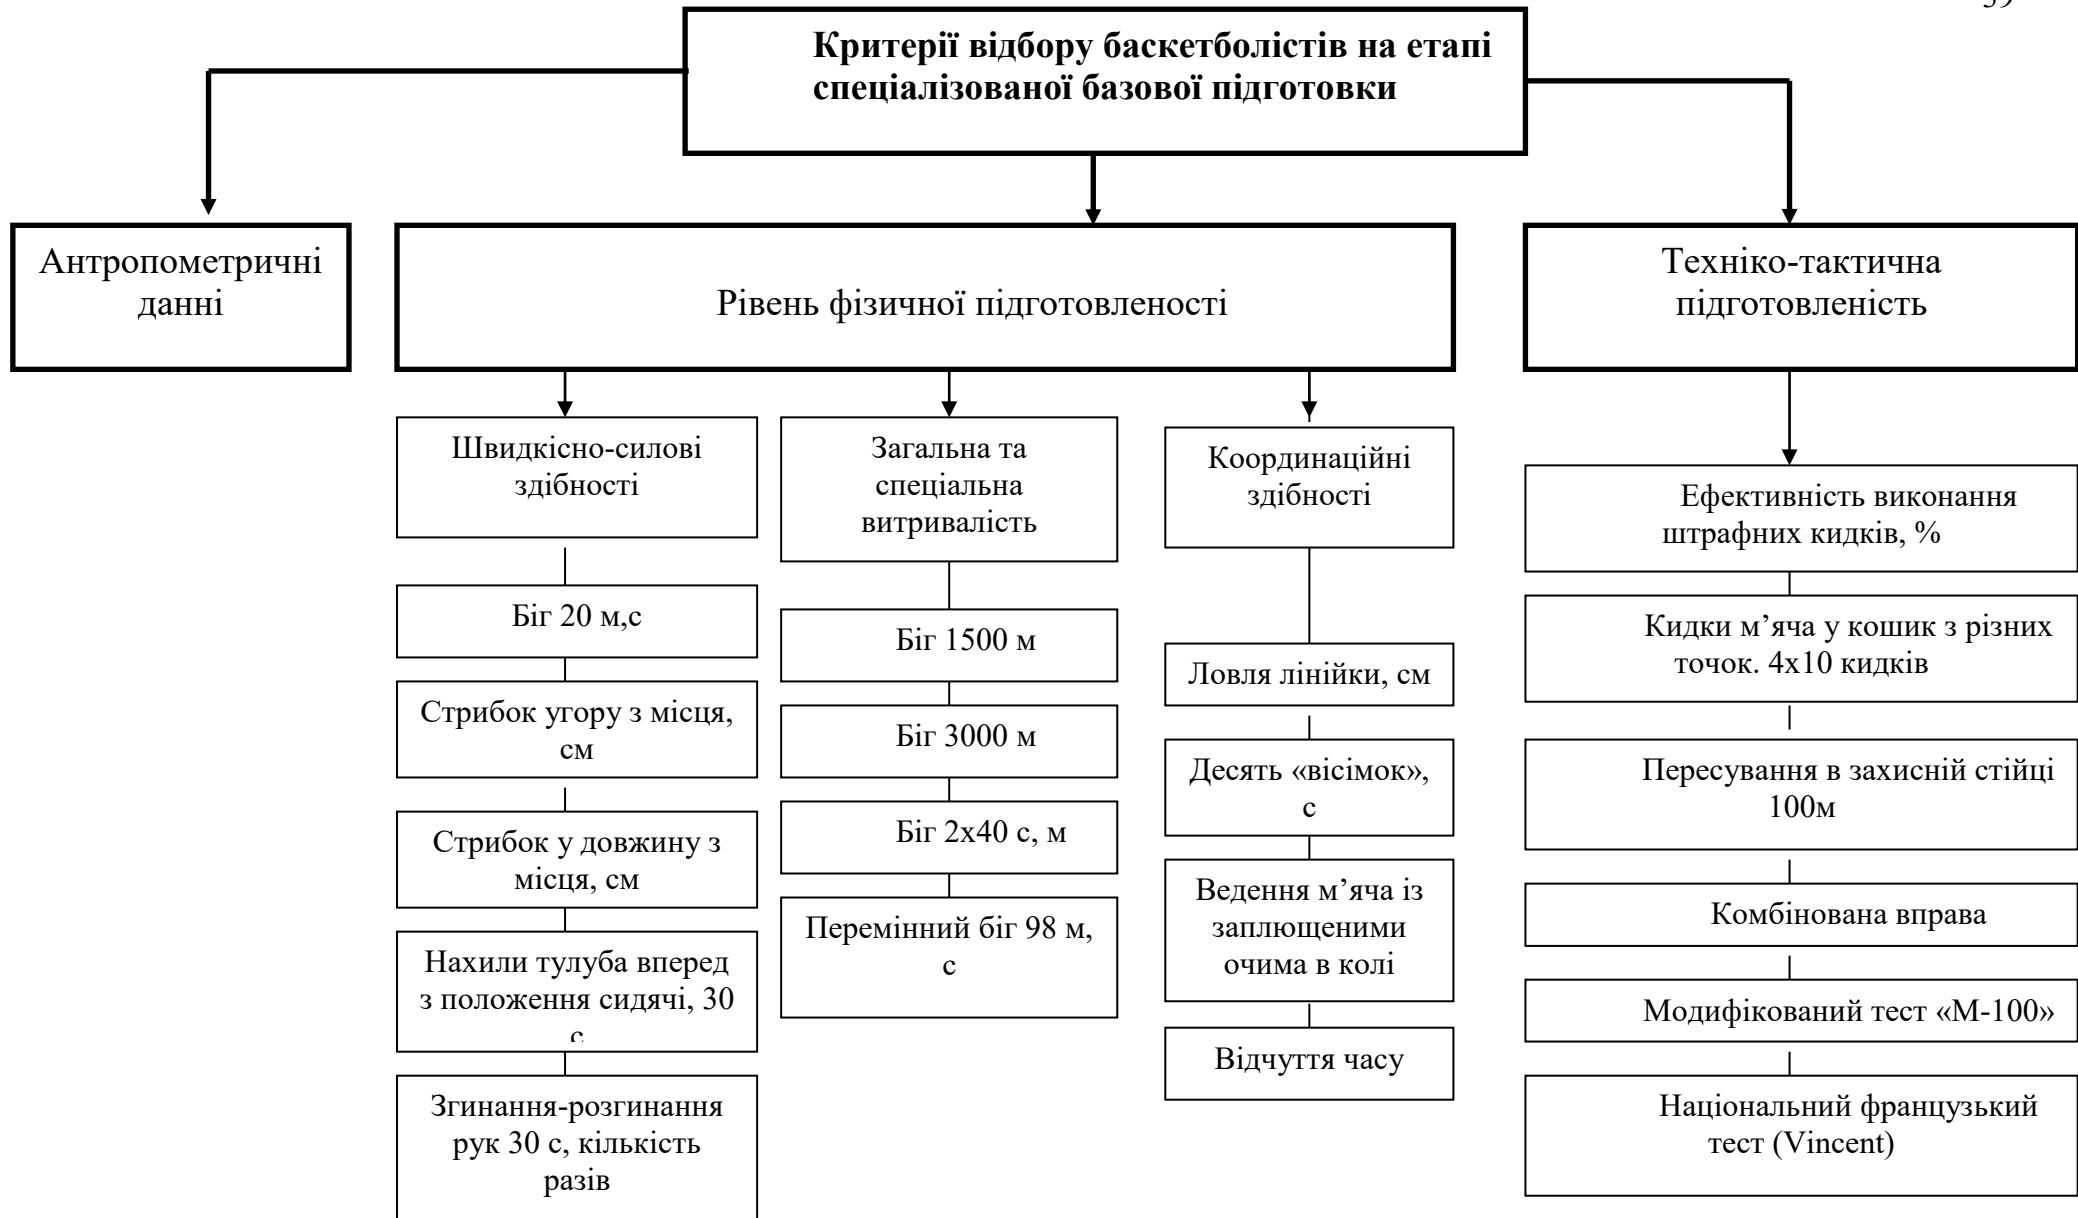 Критерії відбору баскетболістів на етапі
спеціалізованої базової підготовки
Антропометричні
данні
Рівень фізичної підготовленості
Техніко-тактична
підготовленість
Швидкісно-силові
здібності
Біг 20 м,с
Стрибок угору з місця,
см
Стрибок у довжину з
місця, см
Нахили тулуба вперед
з положення сидячі, 30
с
Згинання-розгинання
рук 30 с, кількість
разів
Загальна та
спеціальна
витривалість
Біг 1500 м
Біг 3000 м
Біг 2х40 с, м
Перемінний біг 98 м,
с
Координаційні
здібності
Ловля лінійки, см
Десять «вісімок»,
с
Ведення м’яча із
заплющеними
очима в колі
Відчуття часу
Ефективність виконання
штрафних кидків, %
Кидки м’яча у кошик з різних
точок. 4х10 кидків
Пересування в захисній стійці
100м
Комбінована вправа
Модифікований тест «М-100»
Національний французький
тест (Vincent)